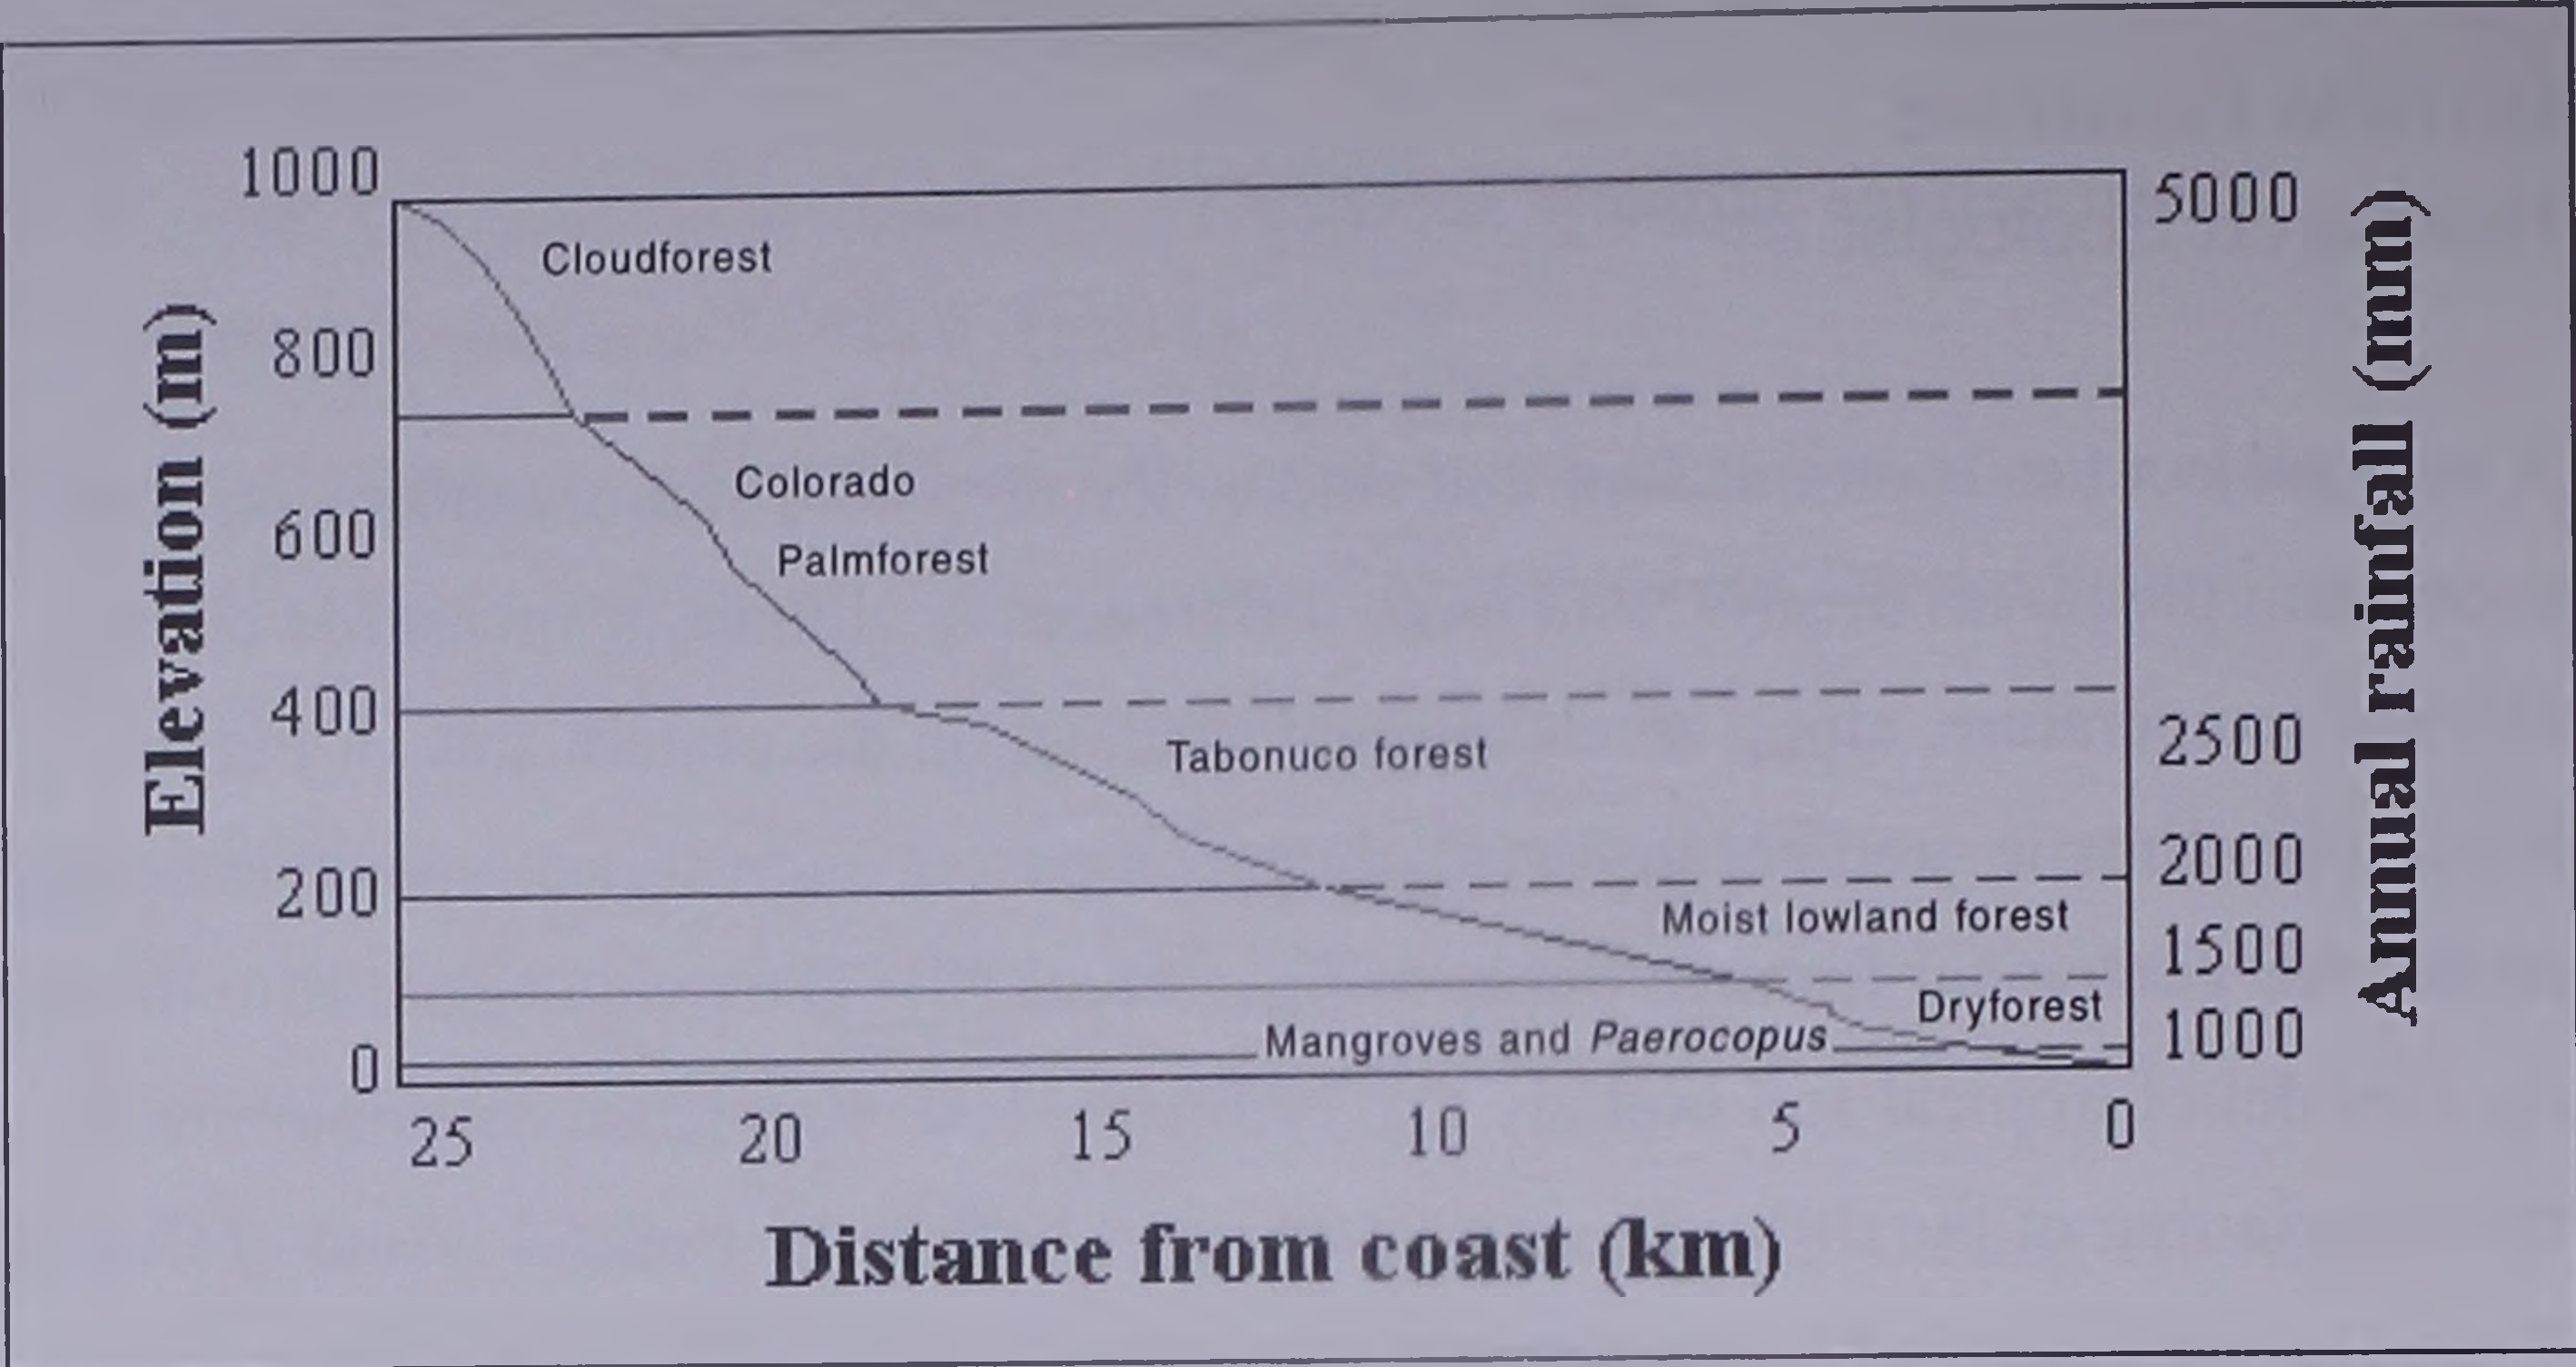 1000
5000
Cloudforest
800
Colorado
600
Palmforest
400
2500
Tabonuco forest
200
2000
Moist lowland forest
1500
Dryforest
Mangroves and Paerocopus
1000
0
25 20 15 10 5 0
Distance from coast (km)
Elevation (m)
Annual rainfall (mm)